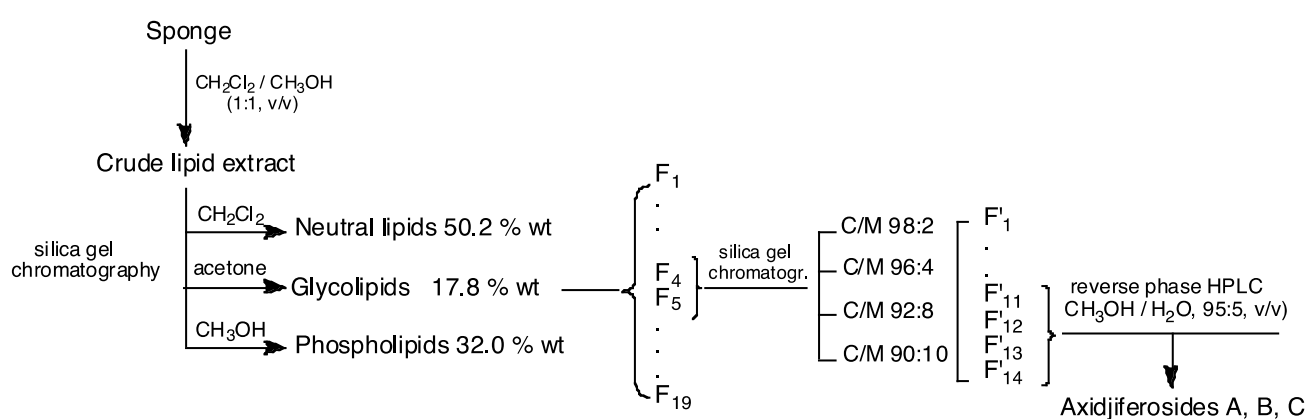 Sponge
CH₂Cl₂ / CH₃OH
(1:1, v/v)
Crude lipid extract
silica gel
chromatography
CH₂Cl₂
Neutral lipids 50.2 % wt
acetone
Glycolipids 17.8 % wt
CH₃OH
Phospholipids 32.0 % wt
F₁
.
.
.
F₄
F₅
.
.
.
F₁₉
silica gel
chromatogr.
C/M 98:2
C/M 96:4
C/M 92:8
C/M 90:10
F'₁
.
.
F'₁₁
F'₁₂
F'₁₃
F'₁₄
reverse phase HPLC
CH₃OH / H₂O, 95:5, v/v)
Axidjiferosides A, B, C